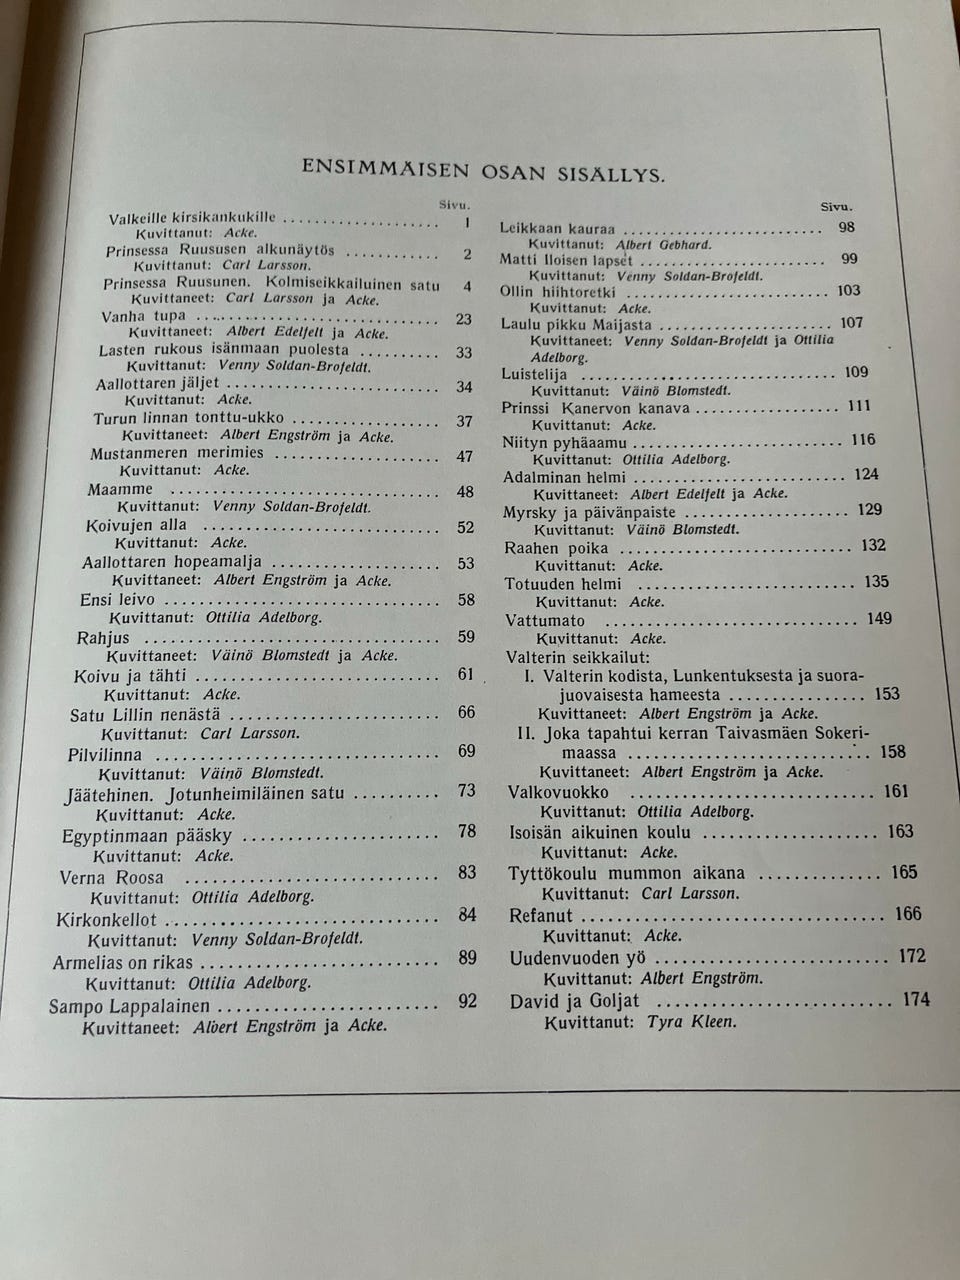 ENSIMMÄISEN OSAN SISÄLLYS.
Sivu.
Valkeille kirsikankukille .................. 1
Kuvittanut: Acke.
Prinsessa Ruususen alkunäytös ............ 2
Kuvittanut: Carl Larsson.
Prinsessa Ruusunen. Kolmiseikkailuinen satu 4
Kuvittaneet: Carl Larsson ja Acke.
Vanha tupa ............................ 23
Kuvittaneet: Albert Edelfelt ja Acke.
Lasten rukous isänmaan puolesta .......... 33
Kuvittanut: Venny Soldan-Brofeldt.
Aallottaren jäljet ......................... 34
Kuvittanut: Acke.
Turun linnan tonttu-ukko .................. 37
Kuvittaneet: Albert Engström ja Acke.
Mustanmeren merimies .................... 47
Kuvittanut: Acke.
Maamme ............................... 48
Kuvittanut: Venny Soldan-Brofeldt.
Koivujen alla ........................... 52
Kuvittanut: Acke.
Aallottaren hopeamalja .................... 53
Kuvittaneet: Albert Engström ja Acke.
Ensi leivo ................................ 58
Kuvittanut: Ottilia Adelborg.
Rahjus .................................. 59
Kuvittaneet: Väinö Blomstedt ja Acke.
Koivu ja tähti ............................ 61
Kuvittanut: Acke.
Satu Lillin nenästä ........................ 66
Kuvittanut: Carl Larsson.
Pilvilinna ................................ 69
Kuvittanut: Väinö Blomstedt.
Jäätehinen. Jotunheimiläinen satu .......... 73
Kuvittanut: Acke.
Egyptinmaan pääsky ...................... 78
Kuvittanut: Acke.
Verna Roosa ............................. 83
Kuvittanut: Ottilia Adelborg.
Kirkonkellot .............................. 84
Kuvittanut: Venny Soldan-Brofeldt.
Armelias on rikas .......................... 89
Kuvittanut: Ottilia Adelborg.
Sampo Lappalainen ........................ 92
Kuvittaneet: Albert Engström ja Acke.
Sivu.
Leikkaan kauraa .......................... 98
Kuvittanut: Albert Gebhard.
Matti Iloisen lapset ........................ 99
Kuvittanut: Venny Soldan-Brofeldt.
Ollin hiihtoretki .......................... 103
Kuvittanut: Acke.
Laulu pikku Maijasta ...................... 107
Kuvittaneet: Venny Soldan-Brofeldt ja Ottilia
Adelborg.
Luistelija ................................ 109
Kuvittanut: Väinö Blomstedt.
Prinssi Kanervon kanava .................. 111
Kuvittanut: Acke.
Niityn pyhäaamu .......................... 116
Kuvittanut: Ottilia Adelborg.
Adalminan helmi .......................... 124
Kuvittaneet: Albert Edelfelt ja Acke.
Myrsky ja päivänpaiste .................... 129
Kuvittanut: Väinö Blomstedt.
Raahen poika ............................ 132
Kuvittanut: Acke.
Totuuden helmi .......................... 135
Kuvittanut: Acke.
Vattumato .............................. 149
Kuvittanut: Acke.
Valterin seikkailut:
I. Valterin kodista, Lunkentuksesta ja suora-
juovaisesta hameesta ................ 153
Kuvittaneet: Albert Engström ja Acke.
II. Joka tapahtui kerran Taivasmäen Sokeri-
maassa ............................ 158
Kuvittaneet: Albert Engström ja Acke.
Valkovuokko ............................ 161
Kuvittanut: Ottilia Adelborg.
Isoisän aikuinen koulu .................... 163
Kuvittanut: Acke.
Tyttökoulu mummon aikana .............. 165
Kuvittanut: Carl Larsson.
Refanut .................................. 166
Kuvittanut: Acke.
Uudenvuoden yö .......................... 172
Kuvittanut: Albert Engström.
David ja Goljat .......................... 174
Kuvittanut: Tyra Kleen.